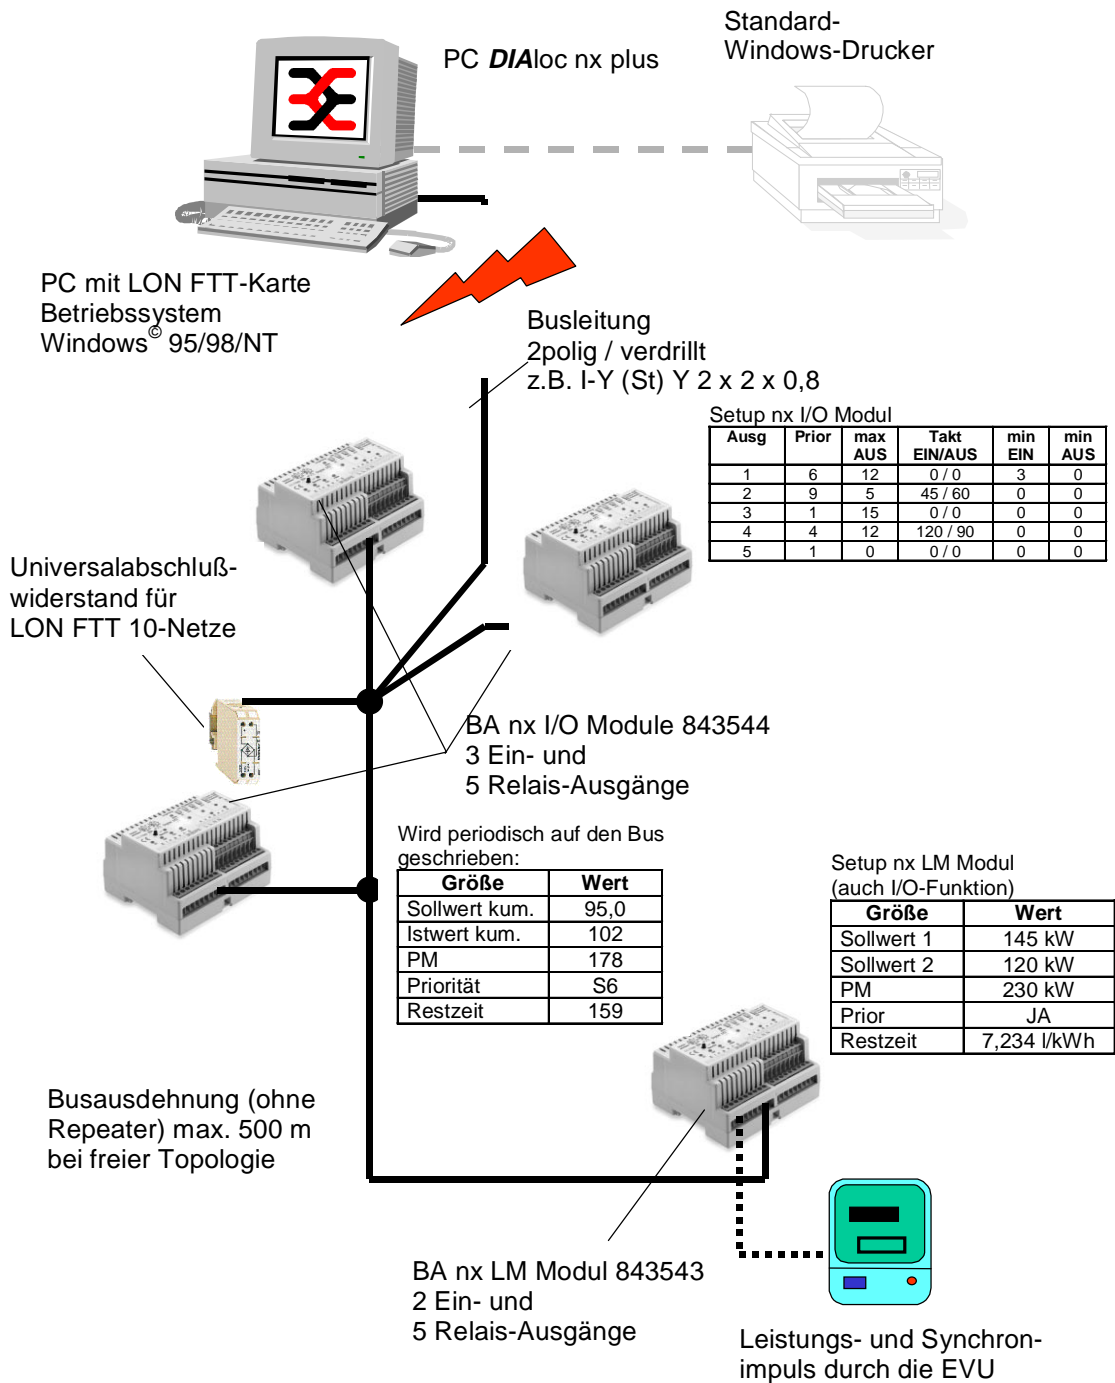 Standard-
Windows-Drucker
PC DIAloc nx plus
PC mit LON FTT-Karte
Betriebssystem
Windows© 95/98/NT
Busleitung
2polig / verdrillt
z.B. I-Y (St) Y 2 x 2 x 0,8
Setup nx I/O Modul
Ausg Prior max AUS Takt EIN/AUS min EIN min AUS
1 6 12 0 / 0 3 0
2 9 5 45 / 60 0 0
3 1 15 0 / 0 0 0
4 4 12 120 / 90 0 0
5 1 0 0 / 0 0 0
Universalabschluß-
widerstand für
LON FTT 10-Netze
BA nx I/O Module 843544
3 Ein- und
5 Relais-Ausgänge
Wird periodisch auf den Bus
geschrieben:
Größe Wert
Sollwert kum. 95,0
Istwert kum. 102
PM 178
Priorität S6
Restzeit 159
Setup nx LM Modul
(auch I/O-Funktion)
Größe Wert
Sollwert 1 145 kW
Sollwert 2 120 kW
PM 230 kW
Prior JA
Restzeit 7,234 I/kWh
Busausdehnung (ohne
Repeater) max. 500 m
bei freier Topologie
BA nx LM Modul 843543
2 Ein- und
5 Relais-Ausgänge
Leistungs- und Synchron-
impuls durch die EVU